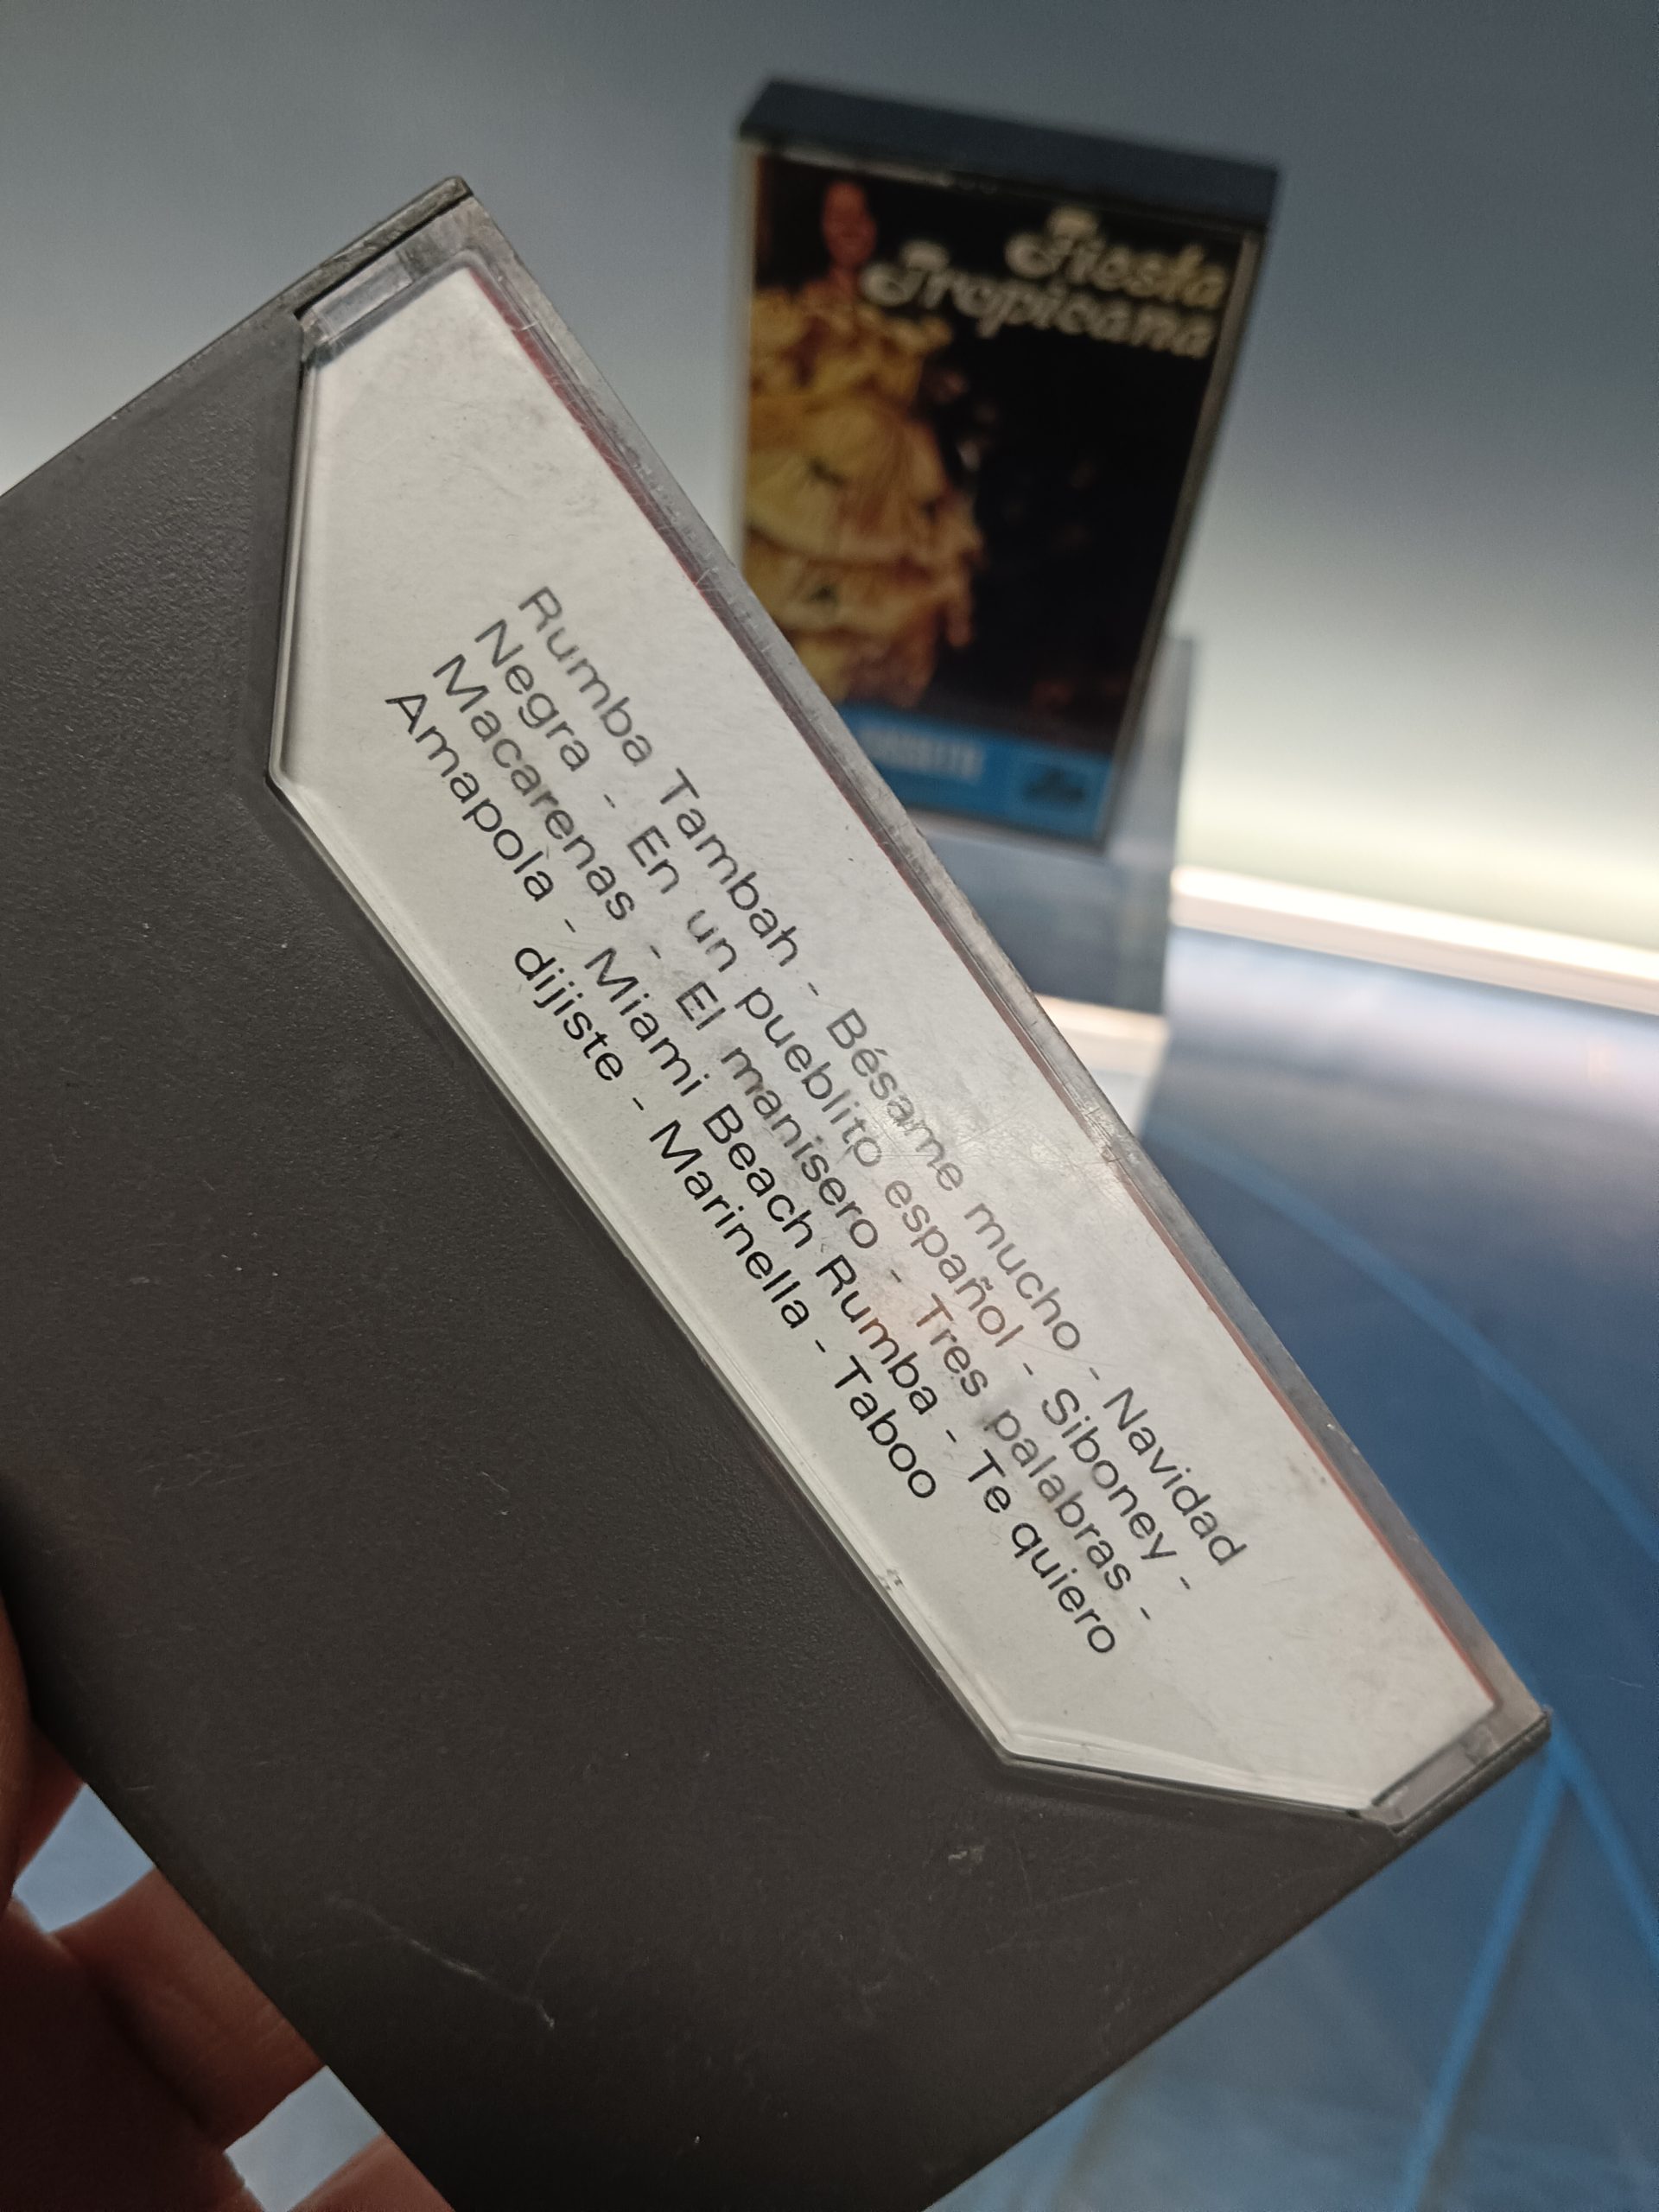 Rumba Tambah - Bésame mucho - Navidad
Negra - En un pueblito español - Siboney -
Macarenas - El manisero - Tres palabras -
Amapola - Miami Beach Rumba - Te quiero
dijiste - Marinella - Taboo
Fiesta
Tropicana